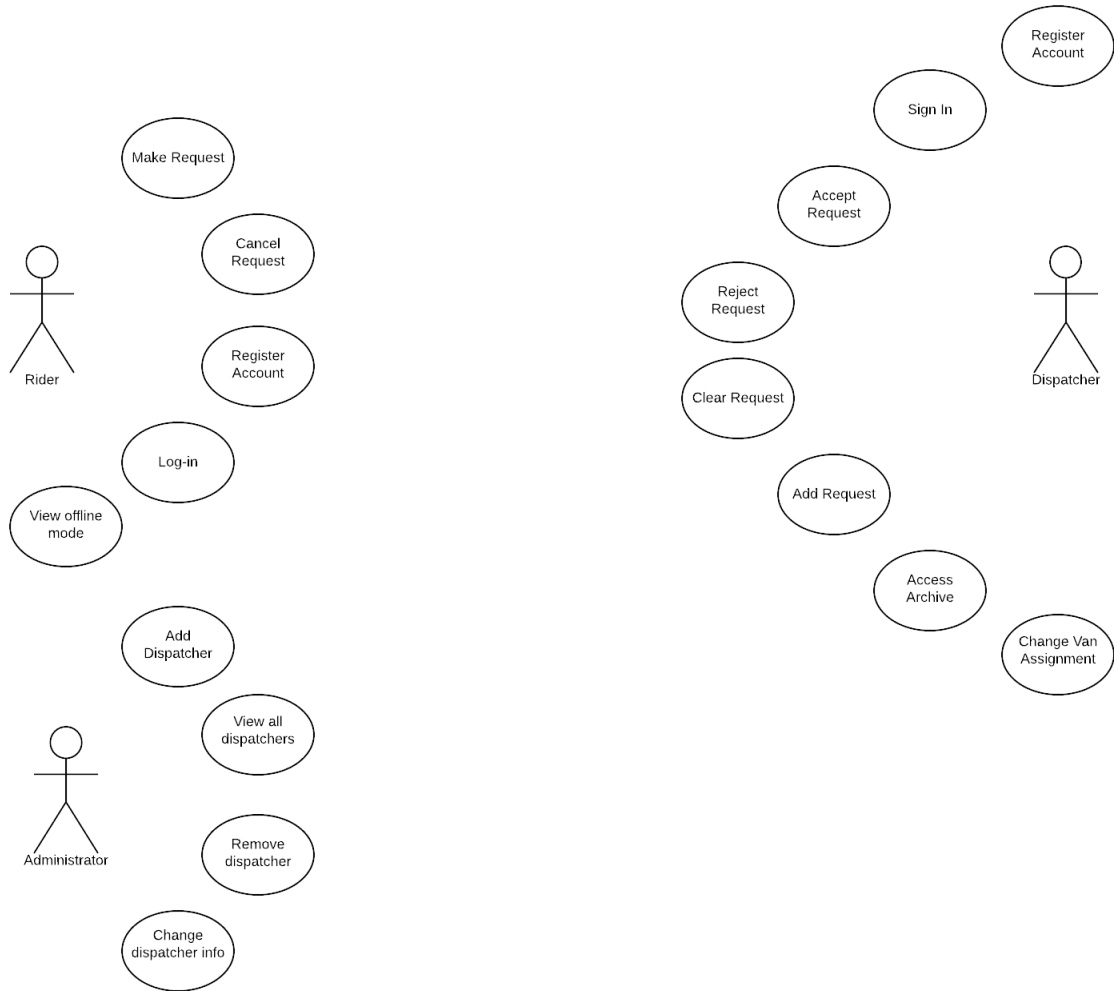 Register
Account
Sign In
Make Request
Accept
Request
Cancel
Request
Reject
Request
Rider
Dispatcher
Register
Account
Clear Request
Log-in
Add Request
View offline
mode
Access
Archive
Add
Dispatcher
Change Van
Assignment
View all
dispatchers
Administrator
Remove
dispatcher
Change
dispatcher info